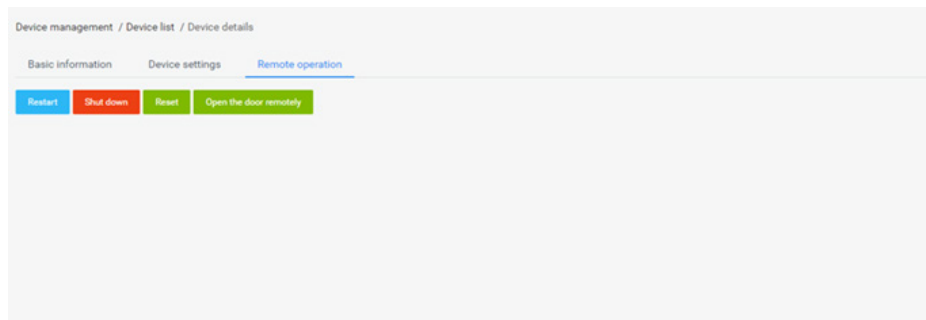 Device management / Device list / Device details
Basic information Device settings Remote operation
Restart Shut down Reset Open the door remotely